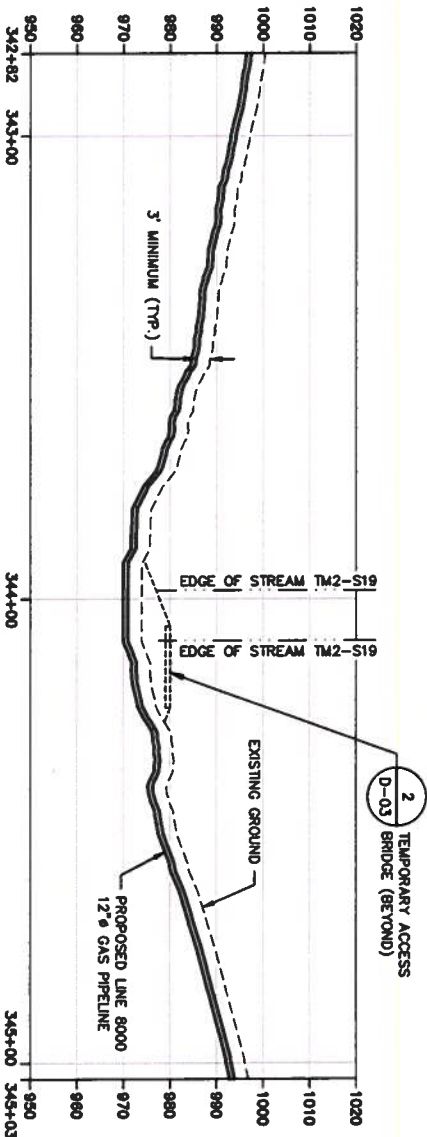 1020
1010
1000
990
980
970
960
950
1020
1010
1000
990
980
970
960
950
2
D-03
TEMPORARY ACCESS
BRIDGE (BEYOND)
EDGE OF STREAM TM2-S19
EDGE OF STREAM TM2-S19
EXISTING GROUND
3' MINIMUM (TYP.)
PROPOSED LINE 8000
12"ø GAS PIPELINE
342+82
343+00
344+00
345+00
345+03